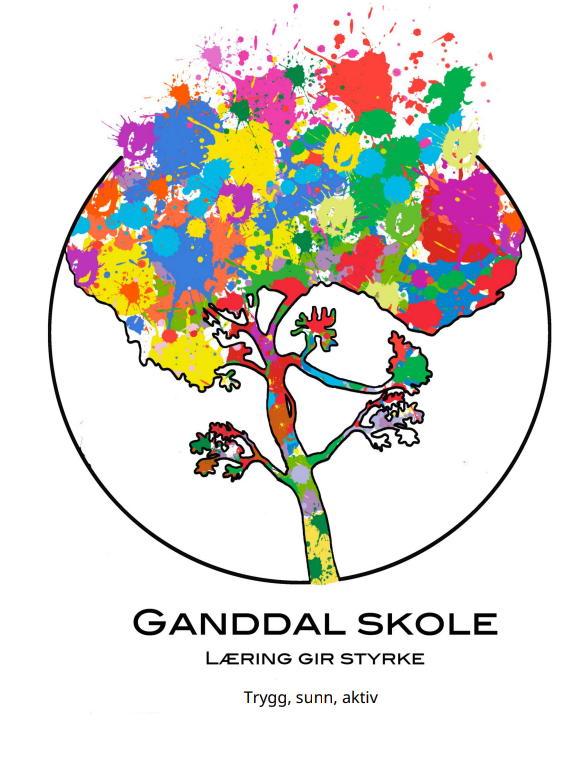 GANDDAL SKOLE
LÆRING GIR STYRKE
Trygg, sunn, aktiv